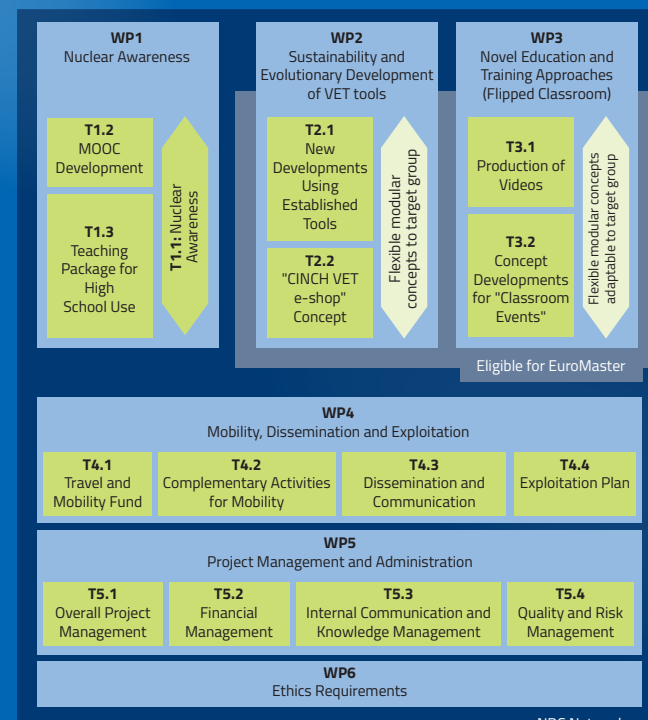 WP1
Nuclear Awareness
T1.2
MOOC
Development
T1.3
Teaching
Package for
High
School Use
T1.1: Nuclear
Awareness
WP2
Sustainability and
Evolutionary Development
of VET tools
T2.1
New
Developments
Using
Established
Tools
T2.2
"CINCH VET
e-shop"
Concept
Flexible modular
concepts to target group
WP3
Novel Education and
Training Approaches
(Flipped Classroom)
T3.1
Production of
Videos
T3.2
Concept
Developments
for "Classroom
Events"
Flexible modular concepts
adaptable to target group
Eligible for EuroMaster
WP4
Mobility, Dissemination and Exploitation
T4.1
Travel and
Mobility Fund
T4.2
Complementary Activities
for Mobility
T4.3
Dissemination and
Communication
T4.4
Exploitation Plan
WP5
Project Management and Administration
T5.1
Overall Project
Management
T5.2
Financial
Management
T5.3
Internal Communication and
Knowledge Management
T5.4
Quality and Risk
Management
WP6
Ethics Requirements